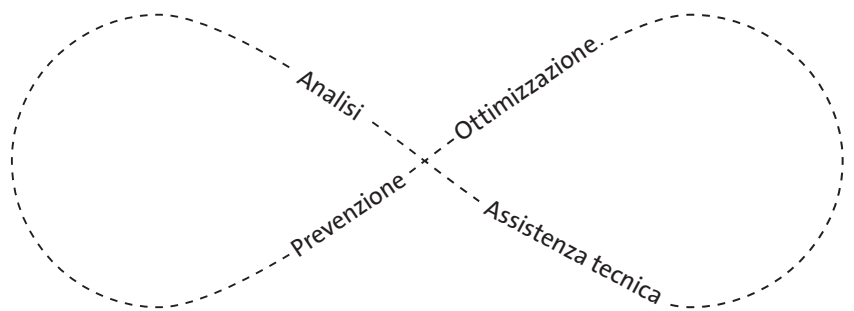 Analisi
Ottimizzazione
Prevenzione
Assistenza tecnica